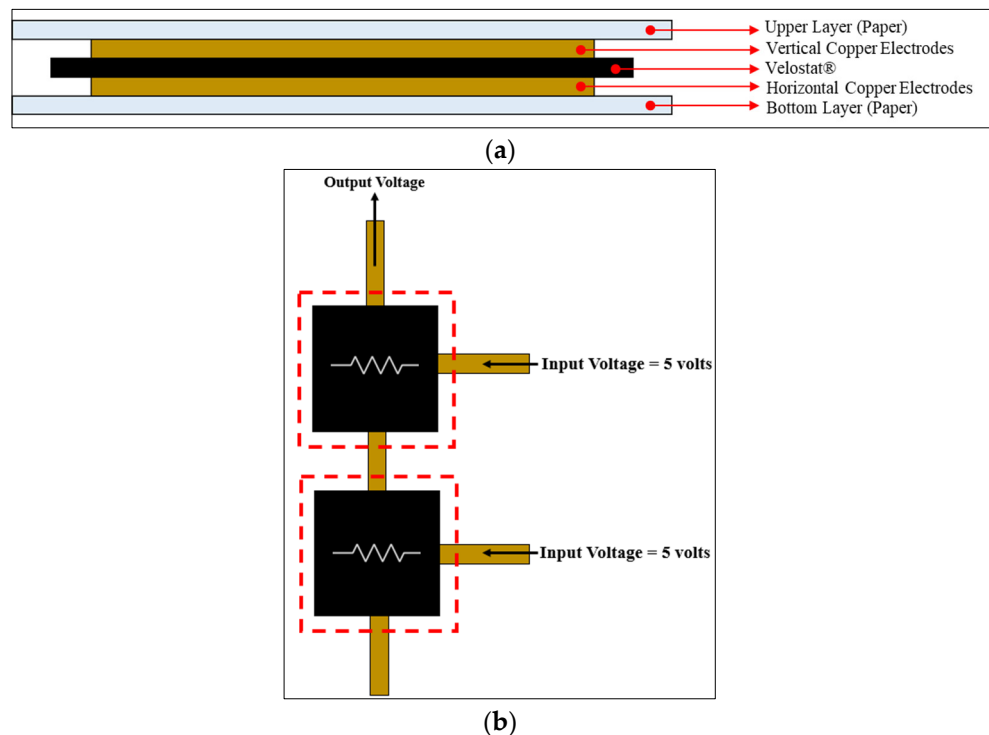 Upper Layer (Paper)
Vertical Copper Electrodes
Velostat®
Horizontal Copper Electrodes
Bottom Layer (Paper)
(a)
Output Voltage
Input Voltage = 5 volts
Input Voltage = 5 volts
(b)